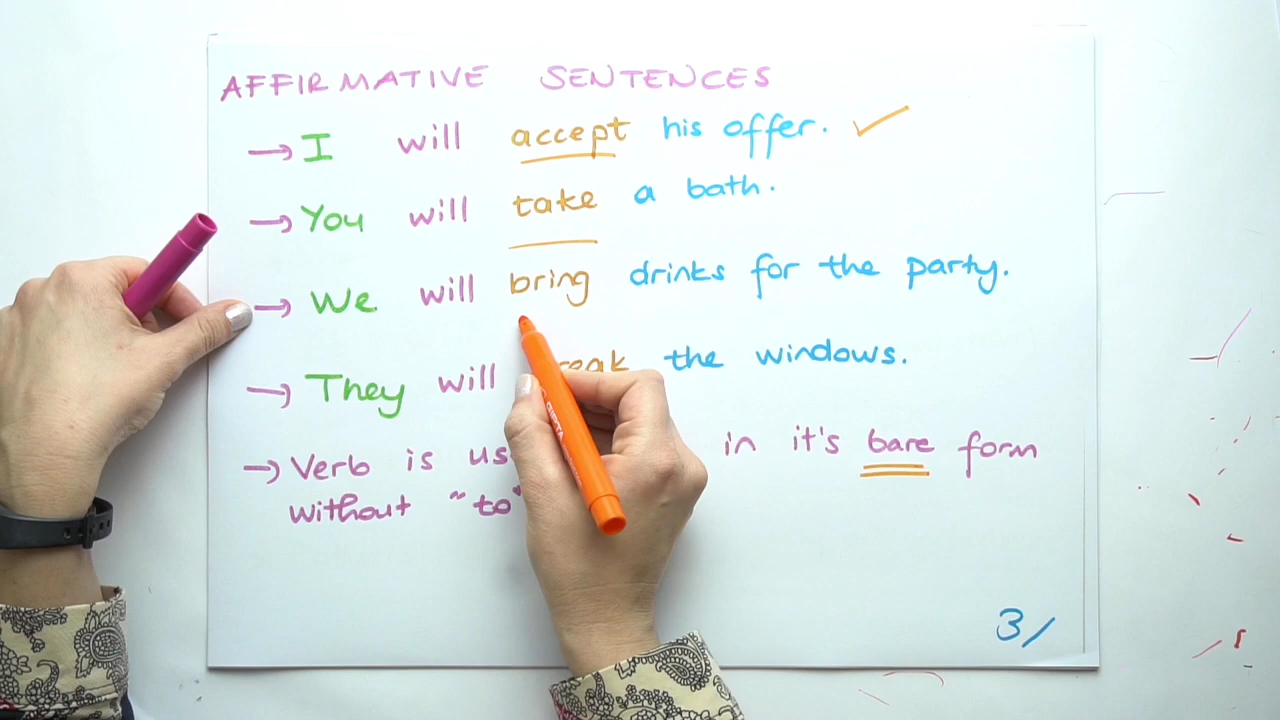 AFFIRMATIVE SENTENCES
→ I will accept his offer. ✓
→ You will take a bath.
→ We will bring drinks for the party.
→ They will the windows.
→ Verb is in it's bare form
without "to"
3/
GIPTA